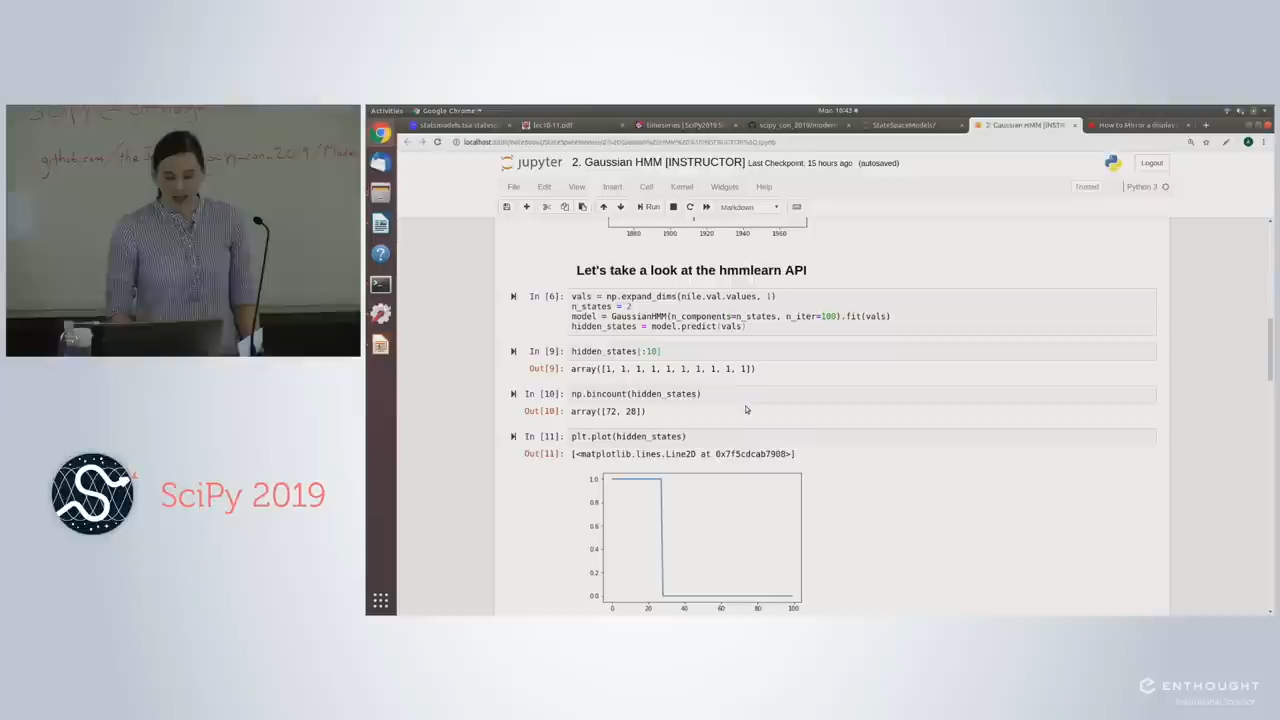 github.com/the
Activities
Google Chrome
Mon 10:43
statsmodels.tsa.statesp
lec10-11.pdf
timeseries | SciPy2019 S
scipy_con_2019/modern
StateSpaceModels/
2. Gaussian HMM [INSTR
How to Mirror a display
jupyter 2. Gaussian HMM [INSTRUCTOR] Last Checkpoint, 15 hours ago (autosaved)
Logout
File Edit View Insert Cell Kernel Widgets Help
Trusted
Python 3
Run
Markdown
1880 1900 1920 1940 1960
Let's take a look at the hmmlearn API
In [6]: vals = np.expand_dims(nile.val.values, 1)
n_states = 2
model = GaussianHMM(n_components=n_states, n_iter=100).fit(vals)
hidden_states = model.predict(vals)
In [9]: hidden_states[:10]
Out[9]: array([1, 1, 1, 1, 1, 1, 1, 1, 1, 1])
In [10]: np.bincount(hidden_states)
Out[10]: array([72, 28])
In [11]: plt.plot(hidden_states)
Out[11]: [<matplotlib.lines.Line2D at 0x7f5cdcab7908>]
1.0
0.8
0.6
0.4
0.2
0.0
0 20 40 60 80 100
SciPy 2019
ENTHOUGHT
Institutional Sponsor